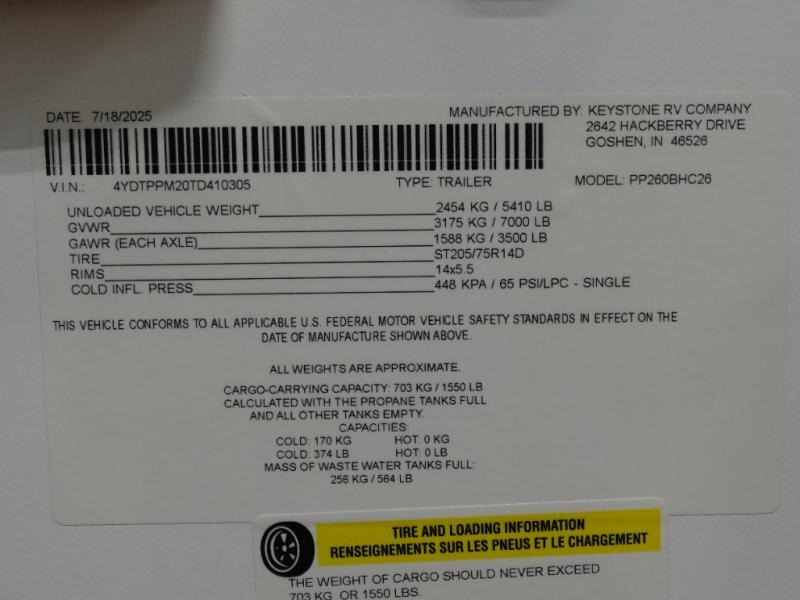 DATE: 7/18/2025
MANUFACTURED BY: KEYSTONE RV COMPANY
2642 HACKBERRY DRIVE
GOSHEN, IN 46526
V.I.N.: 4YDTPPM20TD410305 TYPE: TRAILER MODEL: PP260BHC26
UNLOADED VEHICLE WEIGHT 2454 KG / 5410 LB
GVWR 3175 KG / 7000 LB
GAWR (EACH AXLE) 1588 KG / 3500 LB
TIRE ST205/75R14D
RIMS 14x5.5
COLD INFL. PRESS 448 KPA / 65 PSI/LPC - SINGLE
THIS VEHICLE CONFORMS TO ALL APPLICABLE U.S. FEDERAL MOTOR VEHICLE SAFETY STANDARDS IN EFFECT ON THE
DATE OF MANUFACTURE SHOWN ABOVE.
ALL WEIGHTS ARE APPROXIMATE.
CARGO-CARRYING CAPACITY: 703 KG / 1550 LB
CALCULATED WITH THE PROPANE TANKS FULL
AND ALL OTHER TANKS EMPTY.
CAPACITIES:
COLD: 170 KG HOT: 0 KG
COLD: 374 LB HOT: 0 LB
MASS OF WASTE WATER TANKS FULL:
256 KG / 564 LB
TIRE AND LOADING INFORMATION
RENSEIGNEMENTS SUR LES PNEUS ET LE CHARGEMENT
THE WEIGHT OF CARGO SHOULD NEVER EXCEED
703 KG OR 1550 LBS.